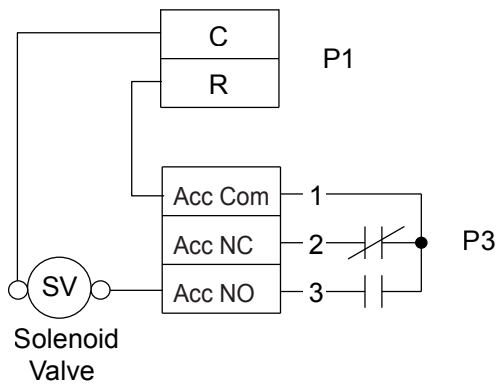 C
P1
R
Acc Com 1
Acc NC 2 P3
Acc NO 3
SV
Solenoid
Valve